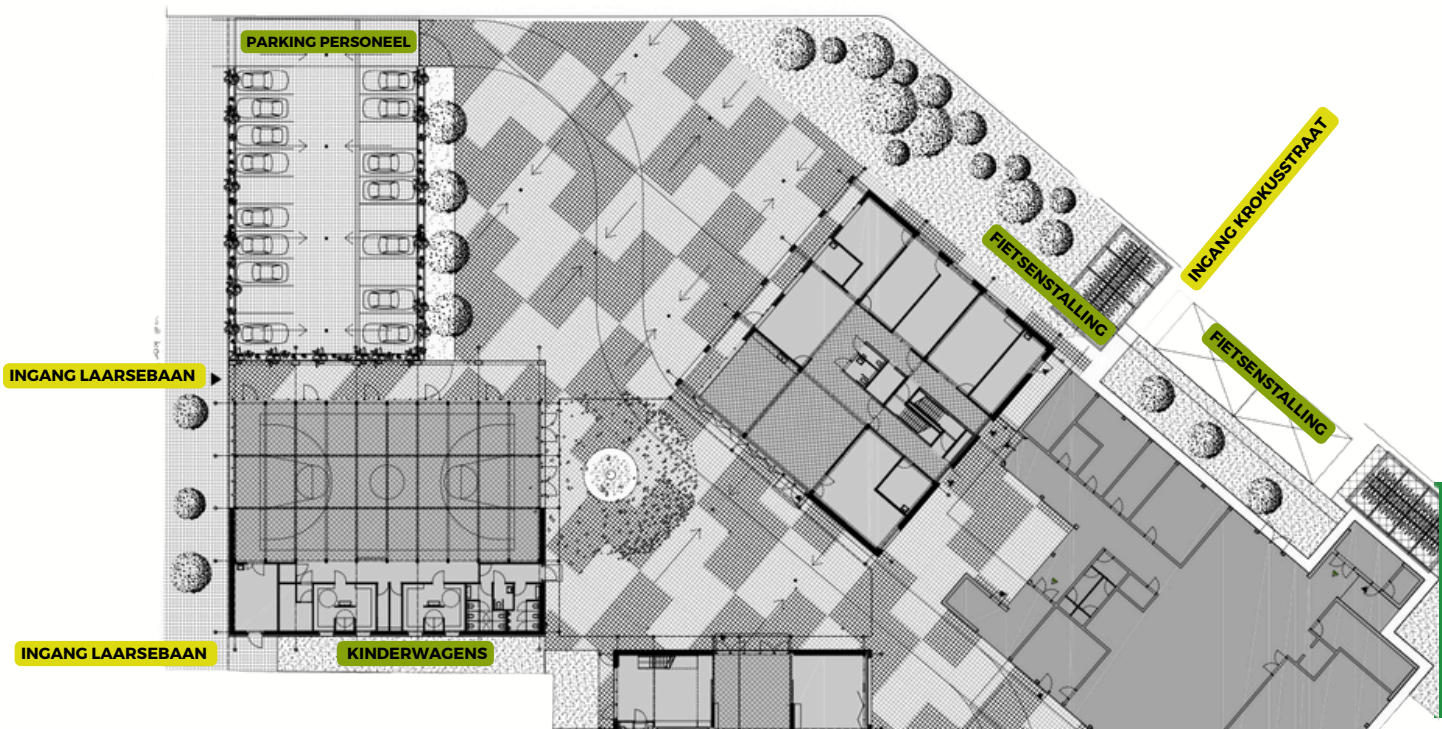 PARKING PERSONEEL
INGANG KROKUSSTRAAT
FIETSENSTALLING
FIETSENSTALLING
INGANG LAARSEBAAN
INGANG LAARSEBAAN
KINDERWAGENS